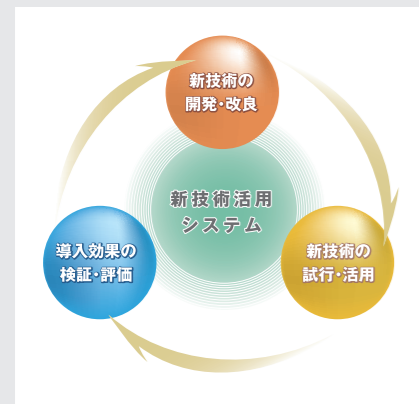 新技術の
開発・改良
新技術活用
システム
導入効果の
検証・評価
新技術の
試行・活用